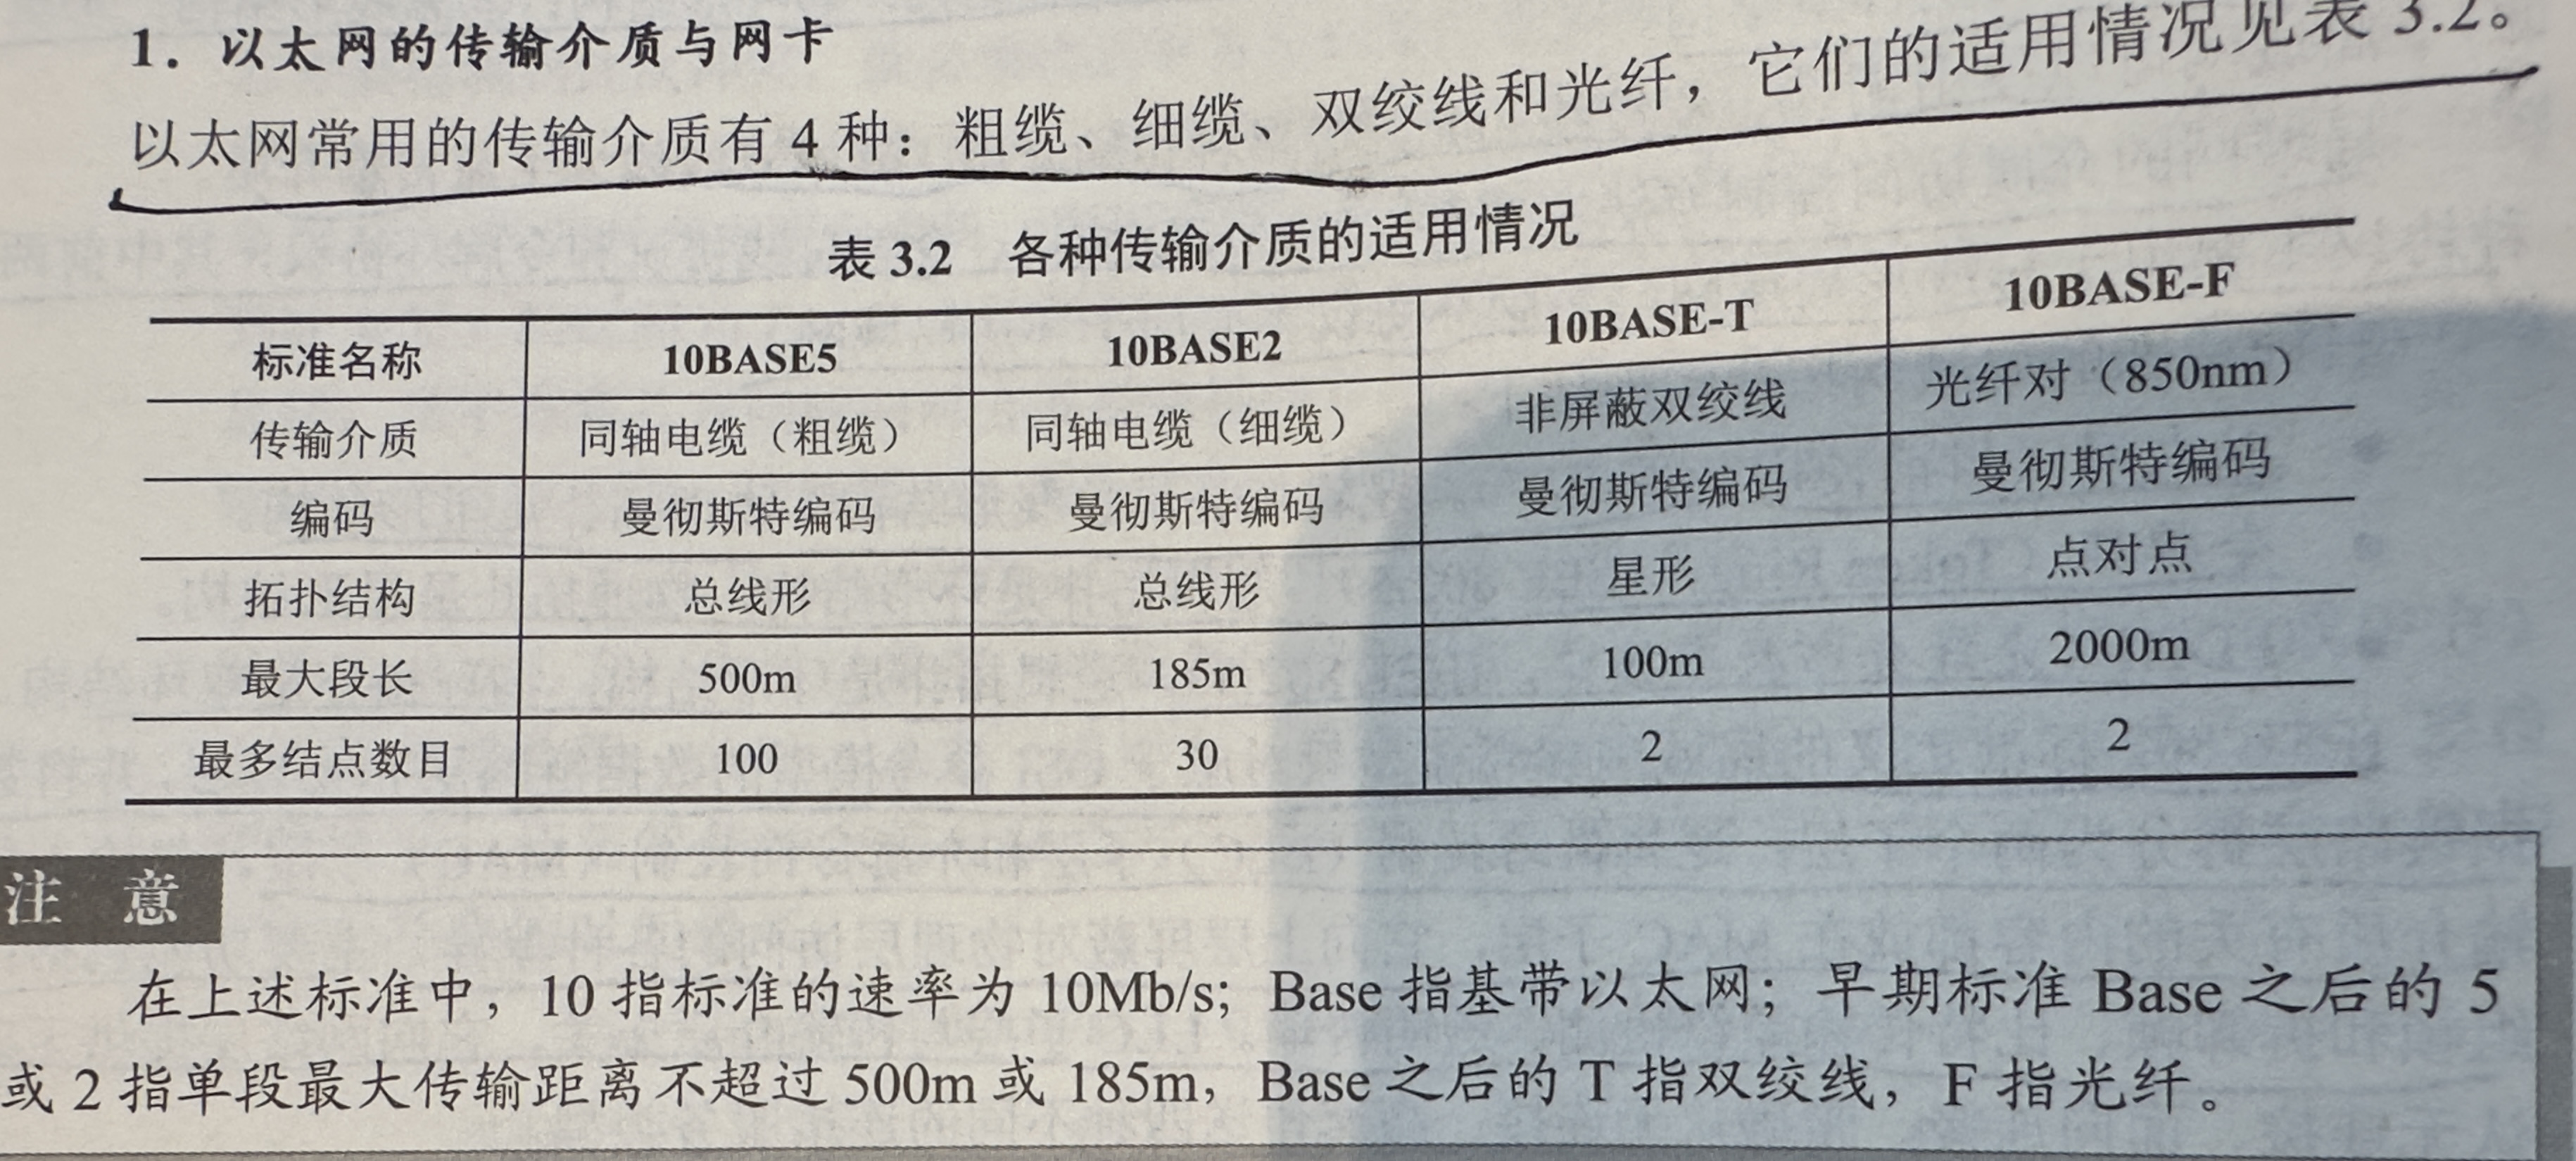 1. 以太网的传输介质与网卡
以太网常用的传输介质有 4 种：粗缆、细缆、双绞线和光纤，它们的适用情况见表 3.2。
表 3.2 各种传输介质的适用情况
标准名称 10BASE5 10BASE2 10BASE-T 10BASE-F
传输介质 同轴电缆（粗缆） 同轴电缆（细缆） 非屏蔽双绞线 光纤对（850nm）
编码 曼彻斯特编码 曼彻斯特编码 曼彻斯特编码 曼彻斯特编码
拓扑结构 总线形 总线形 星形 点对点
最大段长 500m 185m 100m 2000m
最多结点数目 100 30 2 2
注 意
在上述标准中，10 指标准的速率为 10Mb/s；Base 指基带以太网；早期标准 Base 之后的 5
或 2 指单段最大传输距离不超过 500m 或 185m，Base 之后的 T 指双绞线，F 指光纤。